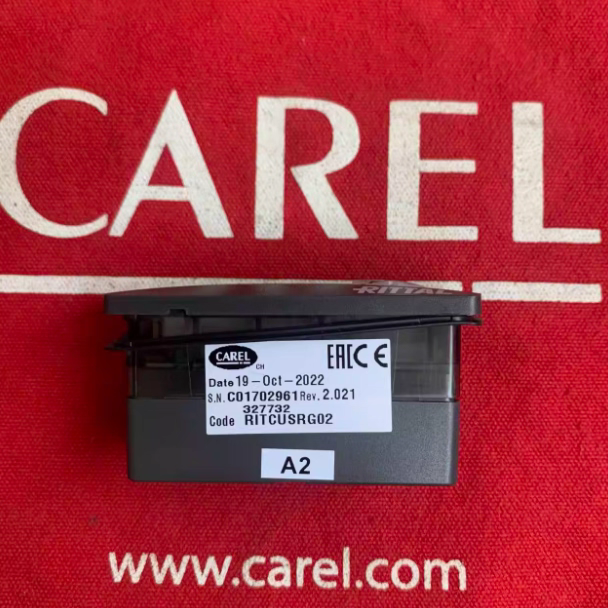 CAREL
RITTAL
CAREL
CH
EAC CE
Date 19-Oct-2022
S.N. C01702961 Rev. 2.021
327732
Code RITCUSRG02
A2
www.carel.com